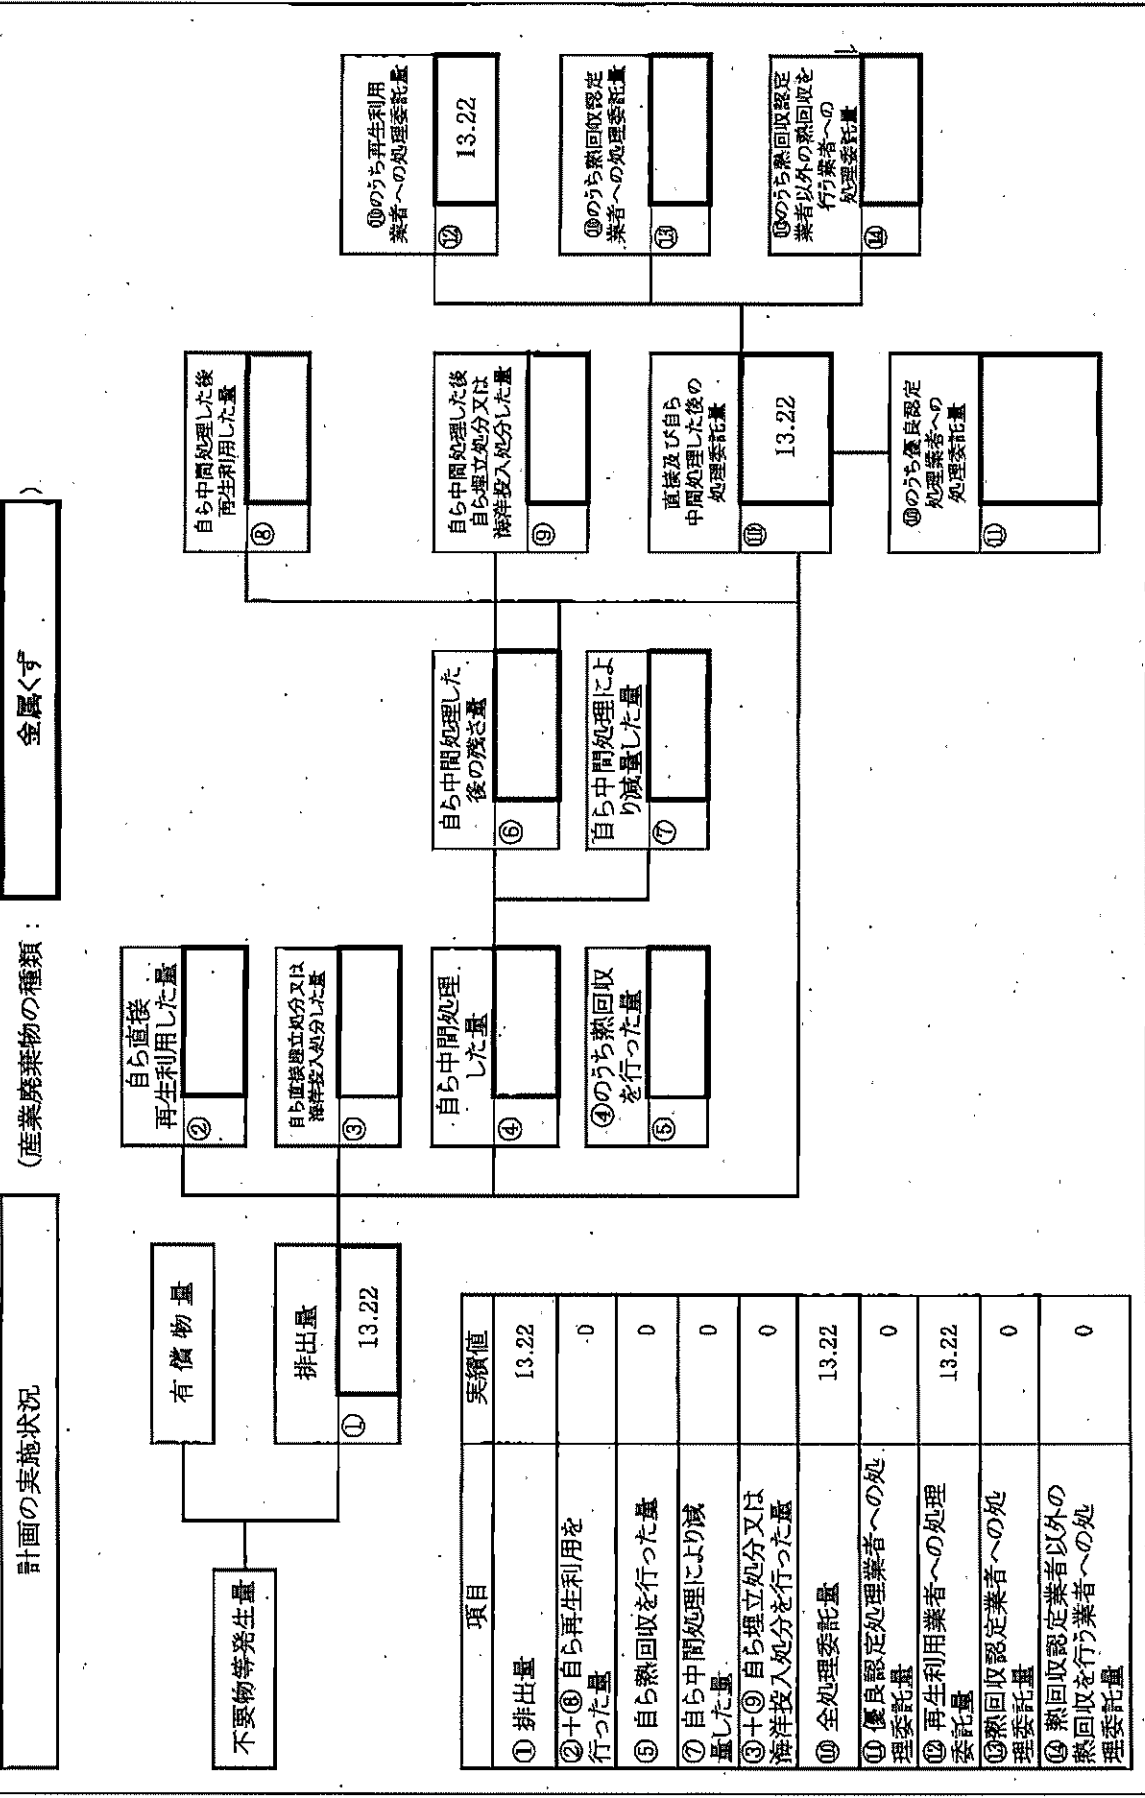 計画の実施状況
(産業廃棄物の種類：
金属くず
)
不要物等発生量
有償物量
排出量
①
13.22
自ら直接
再生利用した量
②
自ら直接埋立処分又は
海洋投入処分した量
③
自ら中間処理
した量
④
④のうち熱回収
を行った量
⑤
自ら中間処理した
後の残さ量
⑥
自ら中間処理によ
り減量した量
⑦
自ら中間処理した後
再生利用した量
⑧
自ら中間処理した後
自ら埋立処分又は
海洋投入処分した量
⑨
直接及び自ら
中間処理した後の
処理委託量
⑩
13.22
⑩のうち優良認定
処理業者への
処理委託量
⑪
⑩のうち再生利用
業者への処理委託量
⑫
13.22
⑩のうち熱回収認定
業者への処理委託量
⑬
⑩のうち熱回収認定
業者以外の熱回収を
行う業者への
処理委託量
⑭
項目
実績値
① 排出量
13.22
②＋⑧ 自ら再生利用を
行った量
0
⑤ 自ら熱回収を行った量
0
⑦ 自ら中間処理により減
量した量
0
③＋⑨ 自ら埋立処分又は
海洋投入処分を行った量
0
⑩ 全処理委託量
13.22
⑪ 優良認定処理業者への処
理委託量
0
⑫ 再生利用業者への処理
委託量
13.22
⑬熱回収認定業者への処
理委託量
0
⑭ 熱回収認定業者以外の
熱回収を行う業者への処
理委託量
0